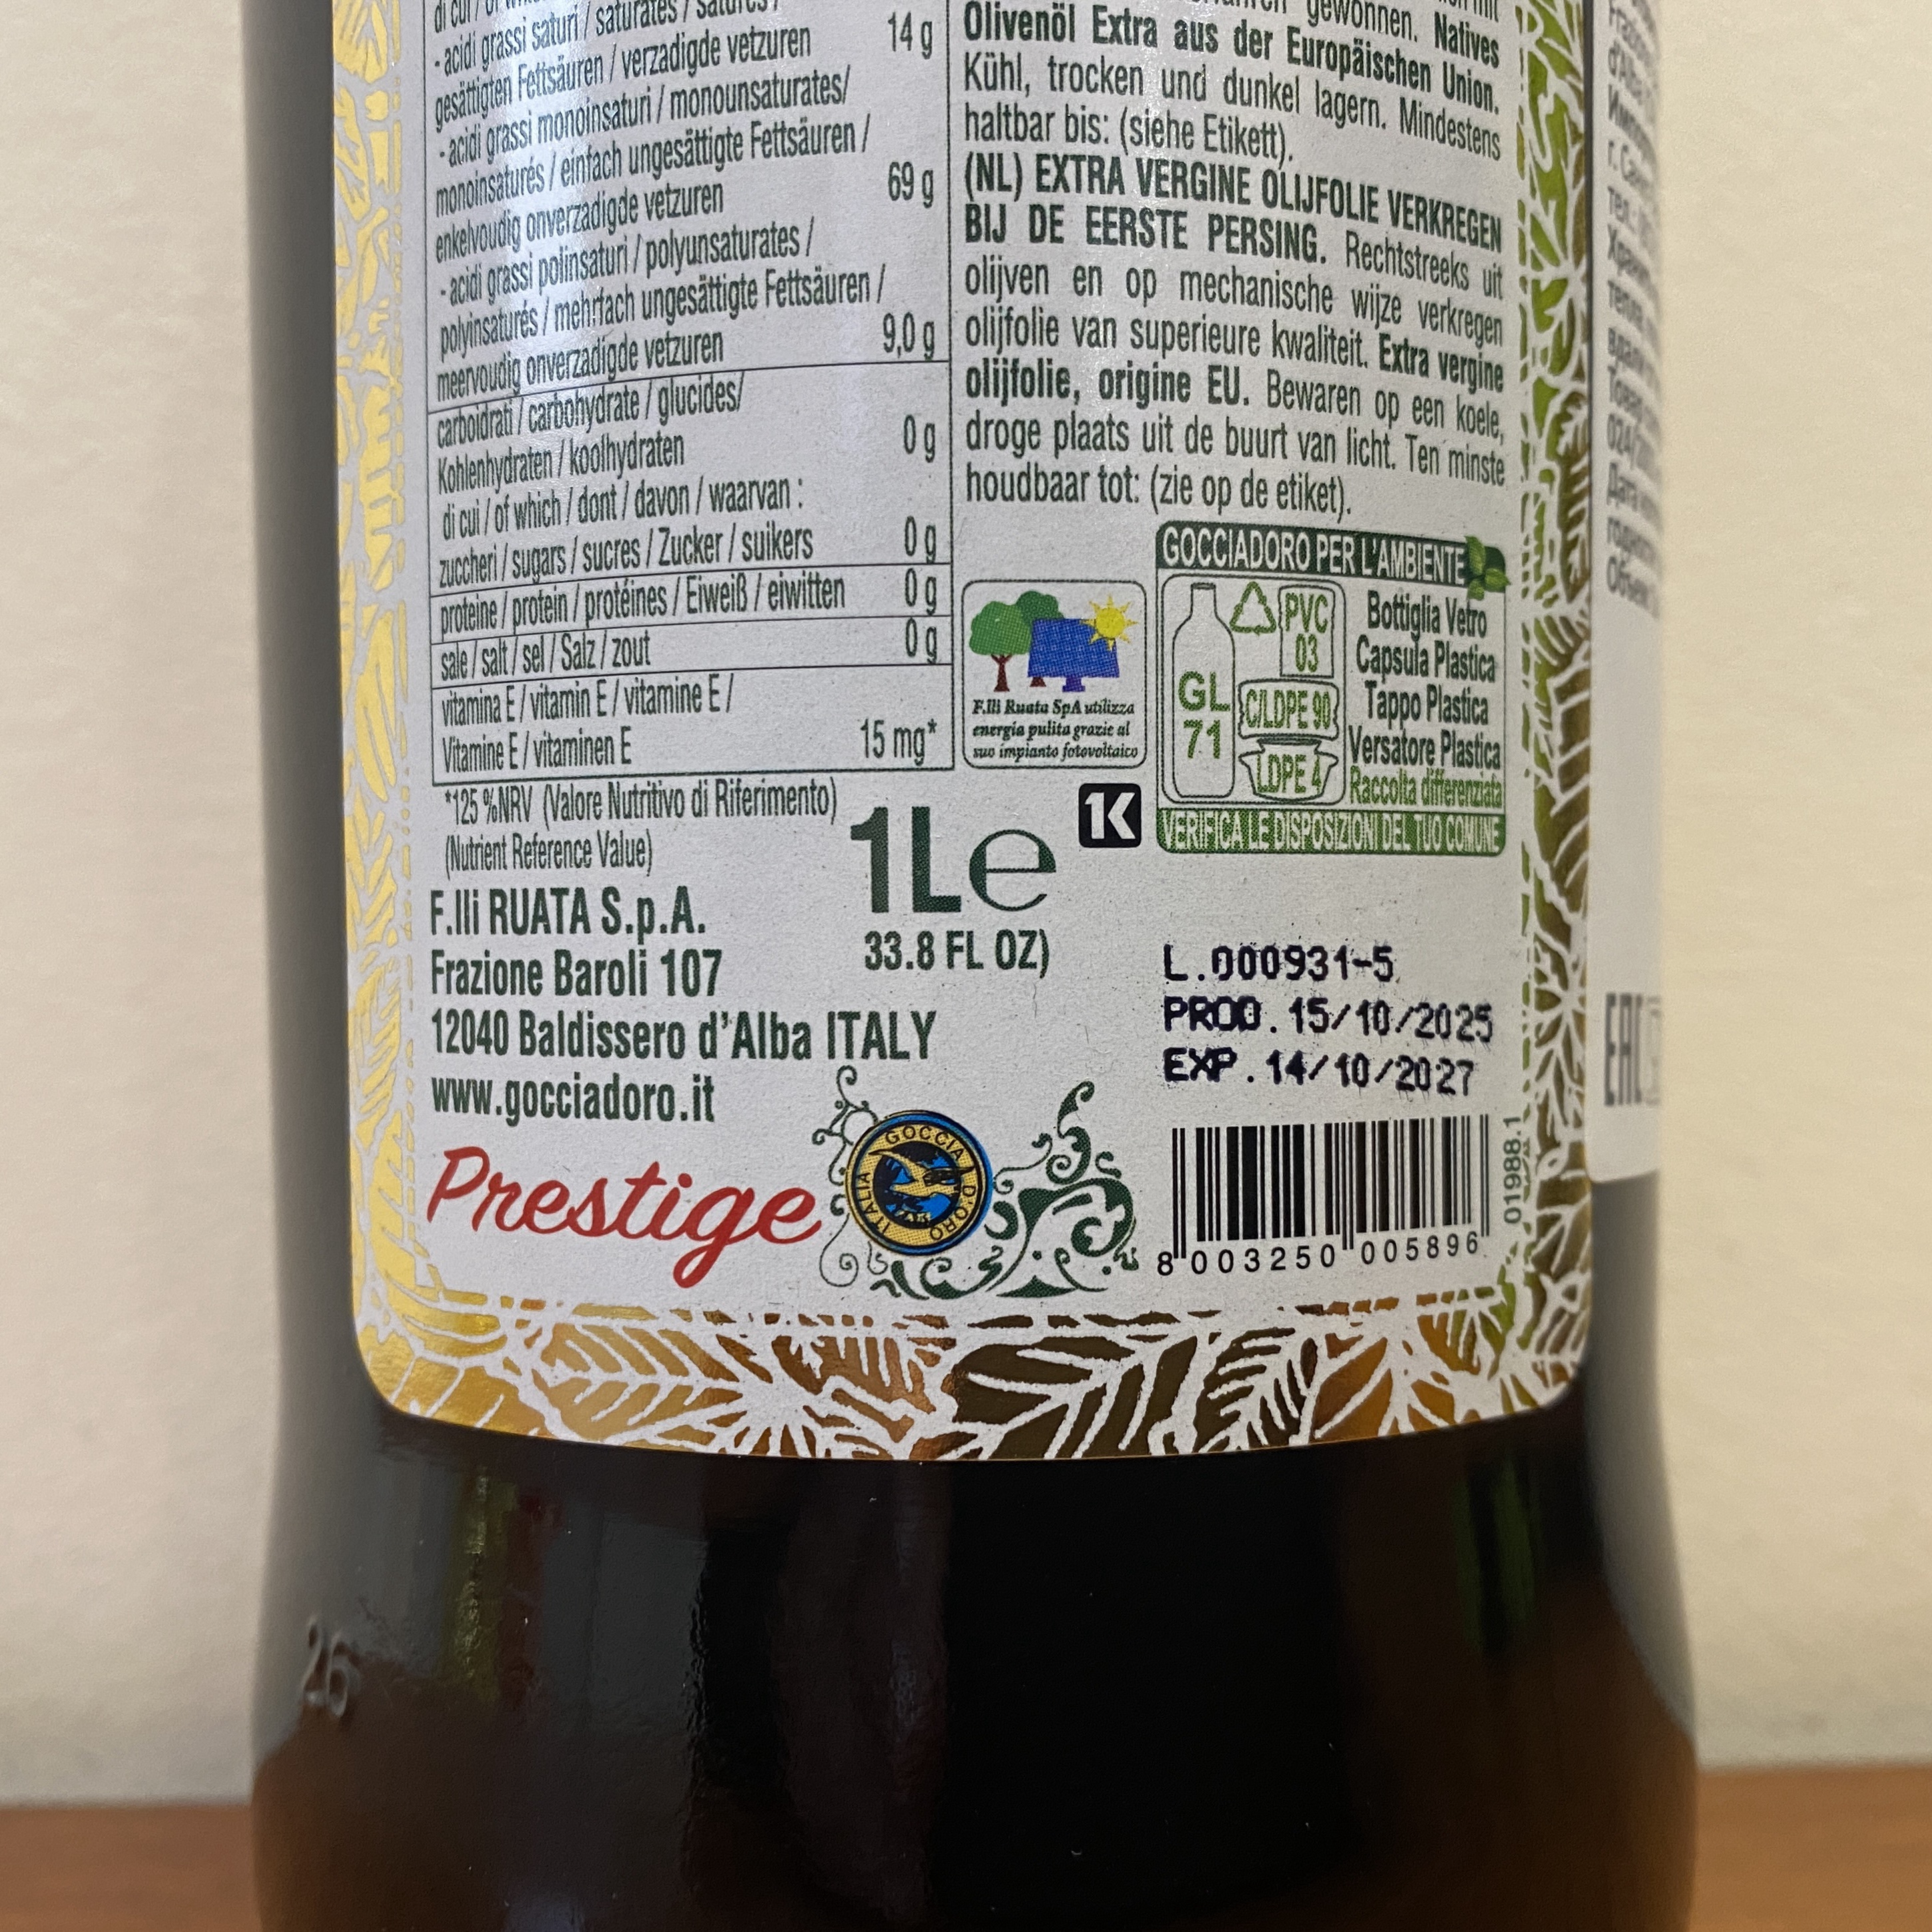 - acidi grassi saturi / saturates / saturés /
gesättigten Fettsäuren / verzadigde vetzuren 14 g
- acidi grassi monoinsaturi / monounsaturates/
monoinsaturés / einfach ungesättigte Fettsäuren /
enkelvoudig onverzadigde vetzuren 69 g
- acidi grassi polinsaturi / polyunsaturates /
polyinsaturés / mehrfach ungesättigte Fettsäuren /
meervoudig onverzadigde vetzuren 9,0 g
carboidrati / carbohydrate / glucides/
Kohlenhydraten / koolhydraten 0 g
di cui / of which / dont / davon / waarvan :
zuccheri / sugars / sucres / Zucker / suikers 0 g
proteine / protein / protéines / Eiweiß / eiwitten 0 g
sale / salt / sel / Salz / zout 0 g
vitamina E / vitamin E / vitamine E /
Vitamine E / vitaminen E 15 mg*
*125 %NRV (Valore Nutritivo di Riferimento)
(Nutrient Reference Value)
F.lli RUATA S.p.A.
Frazione Baroli 107
12040 Baldissero d'Alba ITALY
www.gocciadoro.it
Prestige
GOCCIA D'ORO ITALIA
gewonnen. Natives
Olivenöl Extra aus der Europäischen Union.
Kühl, trocken und dunkel lagern. Mindestens
haltbar bis: (siehe Etikett).
(NL) EXTRA VERGINE OLIJFOLIE VERKREGEN
BIJ DE EERSTE PERSING. Rechtstreeks uit
olijven en op mechanische wijze verkregen
olijfolie van superieure kwaliteit. Extra vergine
olijfolie, origine EU. Bewaren op een koele,
droge plaats uit de buurt van licht. Ten minste
houdbaar tot: (zie op de etiket).
F.lli Ruata SpA utilizza
energia pulita grazie al
suo impianto fotovoltaico
GOCCIADORO PER L'AMBIENTE
GL
71
PVC
03
C/LDPE 90
LDPE 4
Bottiglia Vetro
Capsula Plastica
Tappo Plastica
Versatore Plastica
Raccolta differenziata
VERIFICA LE DISPOSIZIONI DEL TUO COMUNE
1L e
33.8 FL OZ)
1K
L.000931-5
PROD. 15/10/2025
EXP. 14/10/2027
8 003250 005896
01988.1
EAC
26